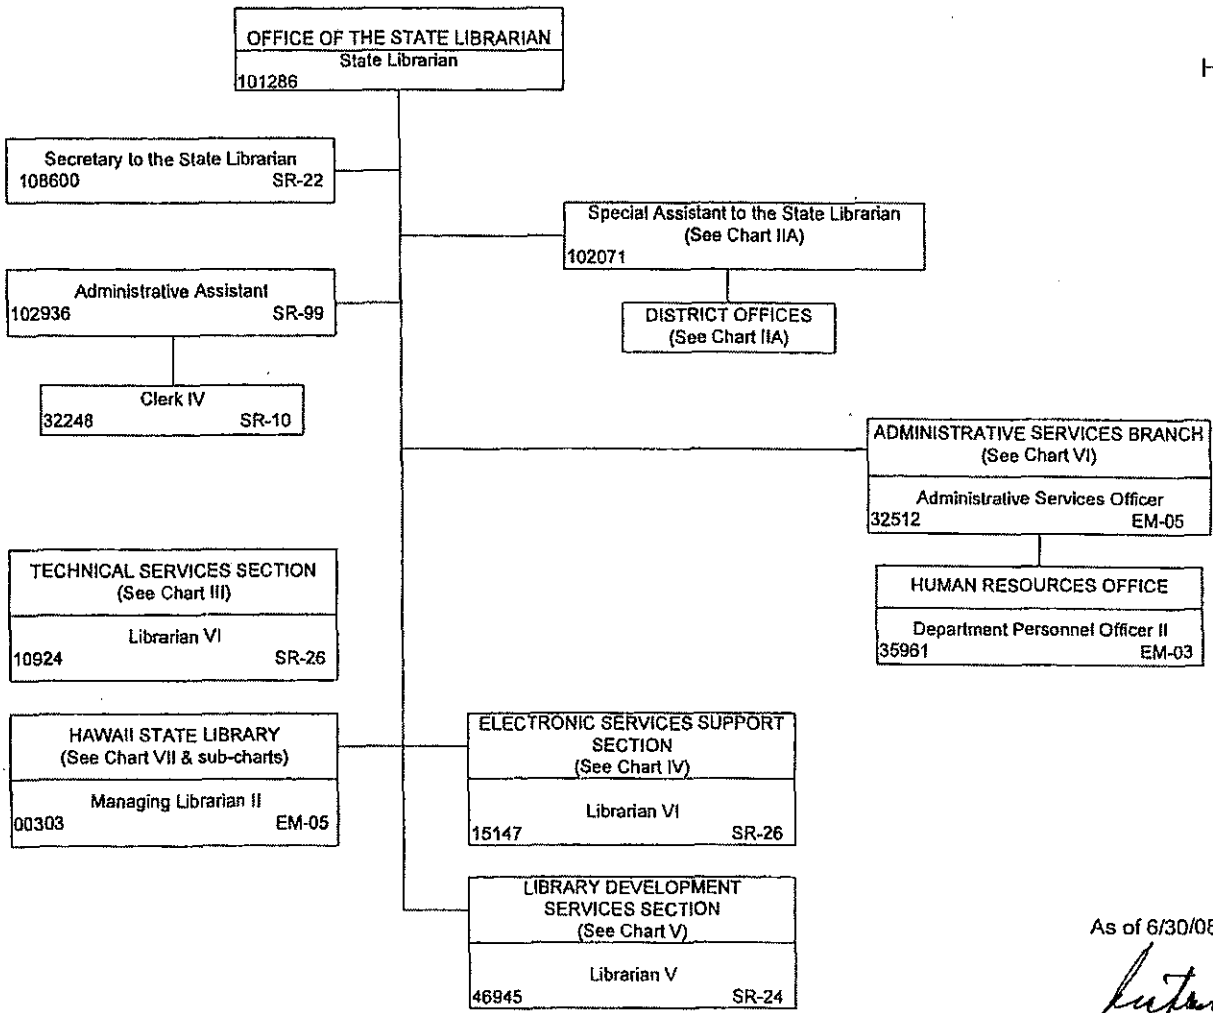 OFFICE OF THE STATE LIBRARIAN
State Librarian
101286
H
Secretary to the State Librarian
108600 SR-22
Special Assistant to the State Librarian
(See Chart IIA)
102071
DISTRICT OFFICES
(See Chart IIA)
Administrative Assistant
102936 SR-99
Clerk IV
32248 SR-10
ADMINISTRATIVE SERVICES BRANCH
(See Chart VI)
Administrative Services Officer
32512 EM-05
HUMAN RESOURCES OFFICE
Department Personnel Officer II
35961 EM-03
TECHNICAL SERVICES SECTION
(See Chart III)
Librarian VI
10924 SR-26
HAWAII STATE LIBRARY
(See Chart VII & sub-charts)
Managing Librarian II
00303 EM-05
ELECTRONIC SERVICES SUPPORT
SECTION
(See Chart IV)
Librarian VI
15147 SR-26
LIBRARY DEVELOPMENT
SERVICES SECTION
(See Chart V)
Librarian V
46945 SR-24
As of 6/30/08